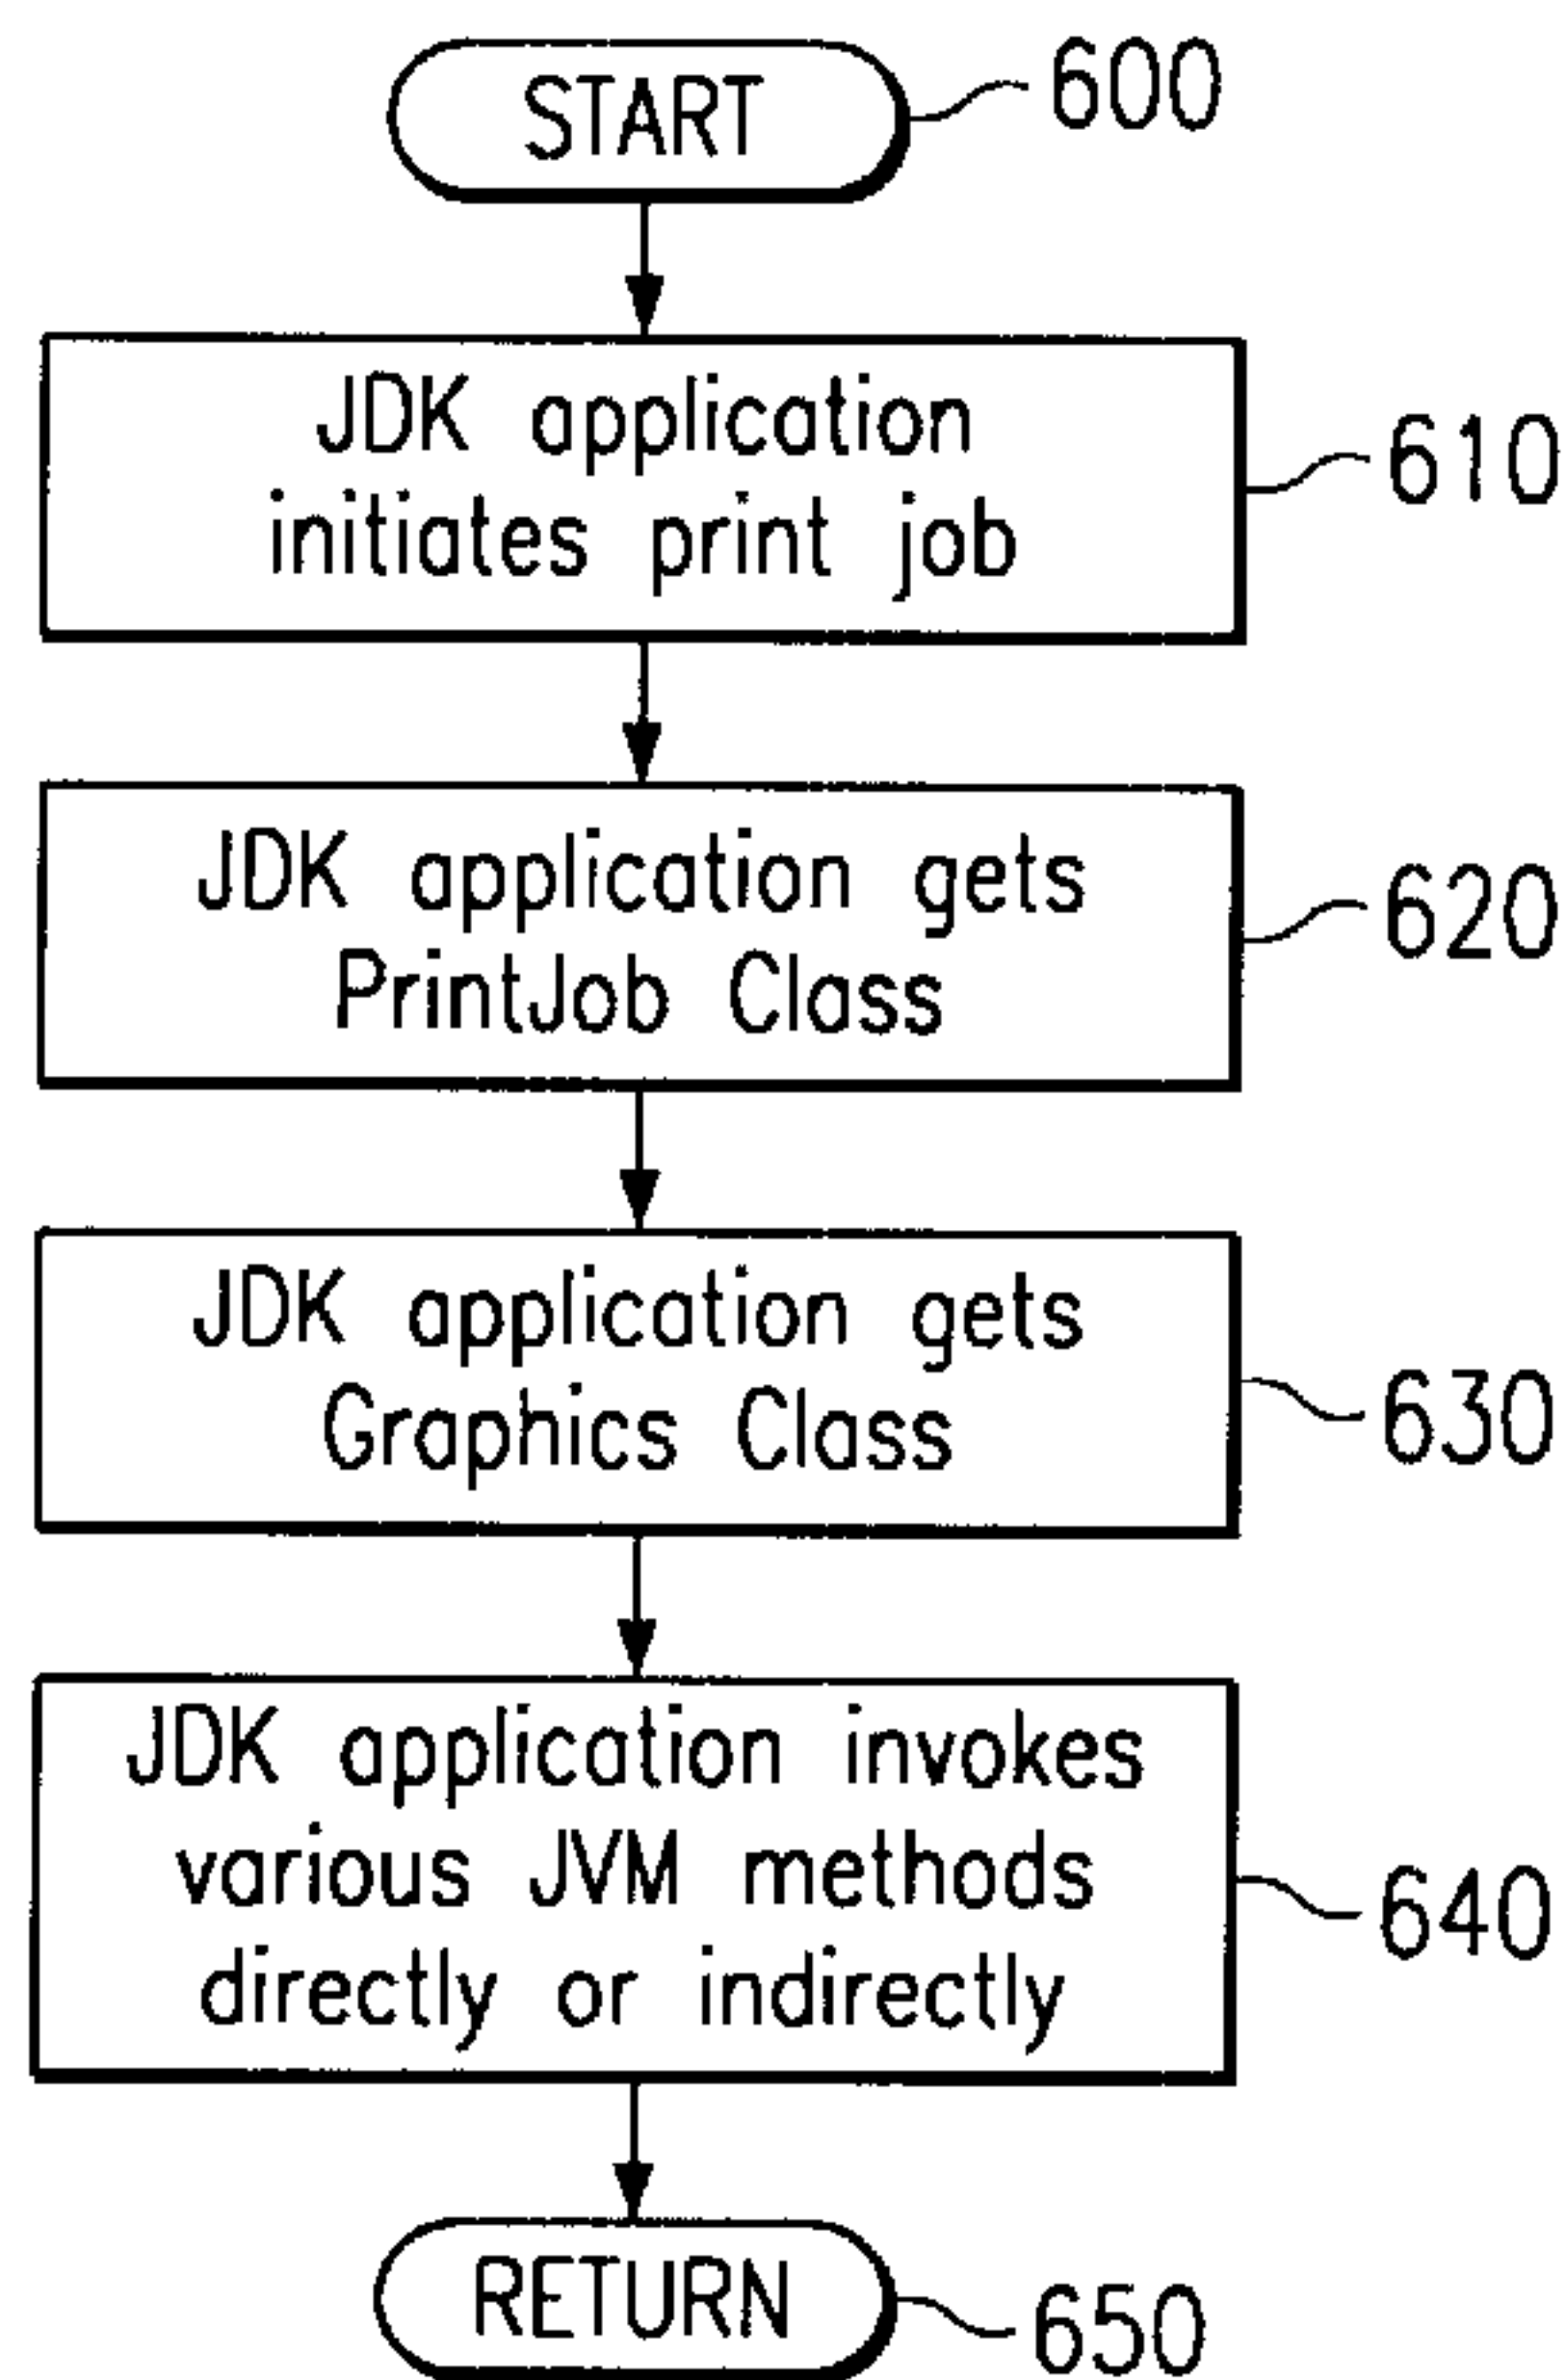 START
600
JDK application
initiates print job
610
JDK application gets
PrintJob Class
620
JDK application gets
Graphics Class
630
JDK application invokes
various JVM methods
directly or indirectly
640
RETURN
650